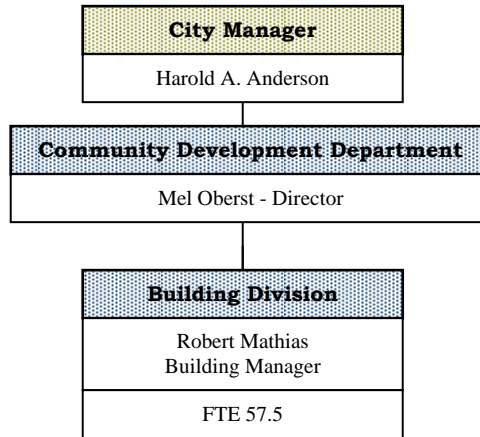 City Manager
Harold A. Anderson
Community Development Department
Mel Oberst - Director
Building Division
Robert Mathias
Building Manager
FTE 57.5